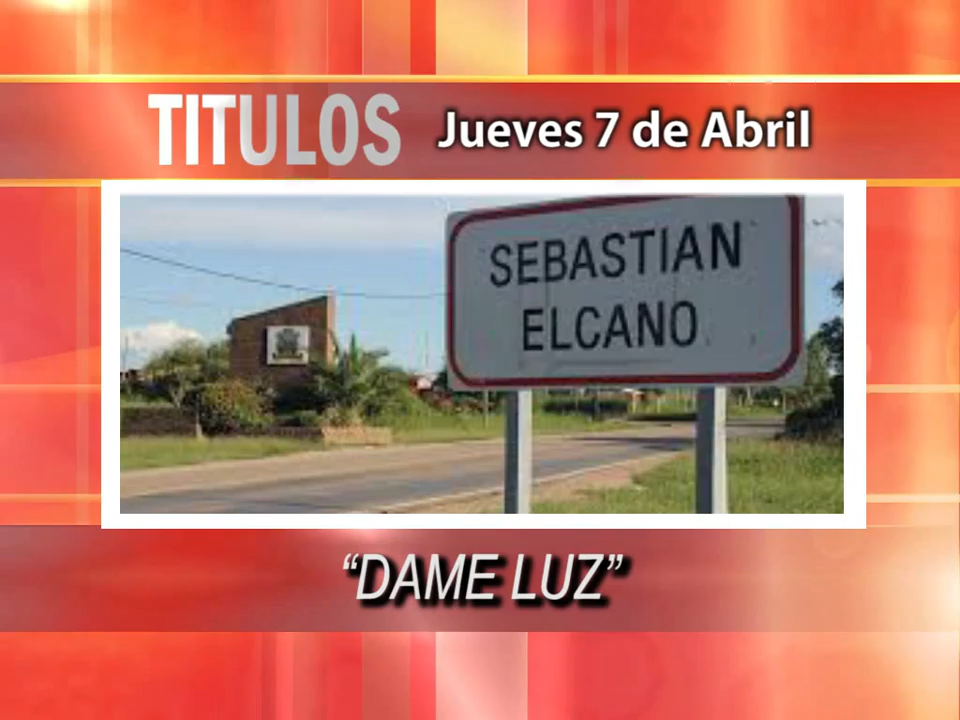 TITULOS
Jueves 7 de Abril
SEBASTIAN
ELCANO
“DAME LUZ”